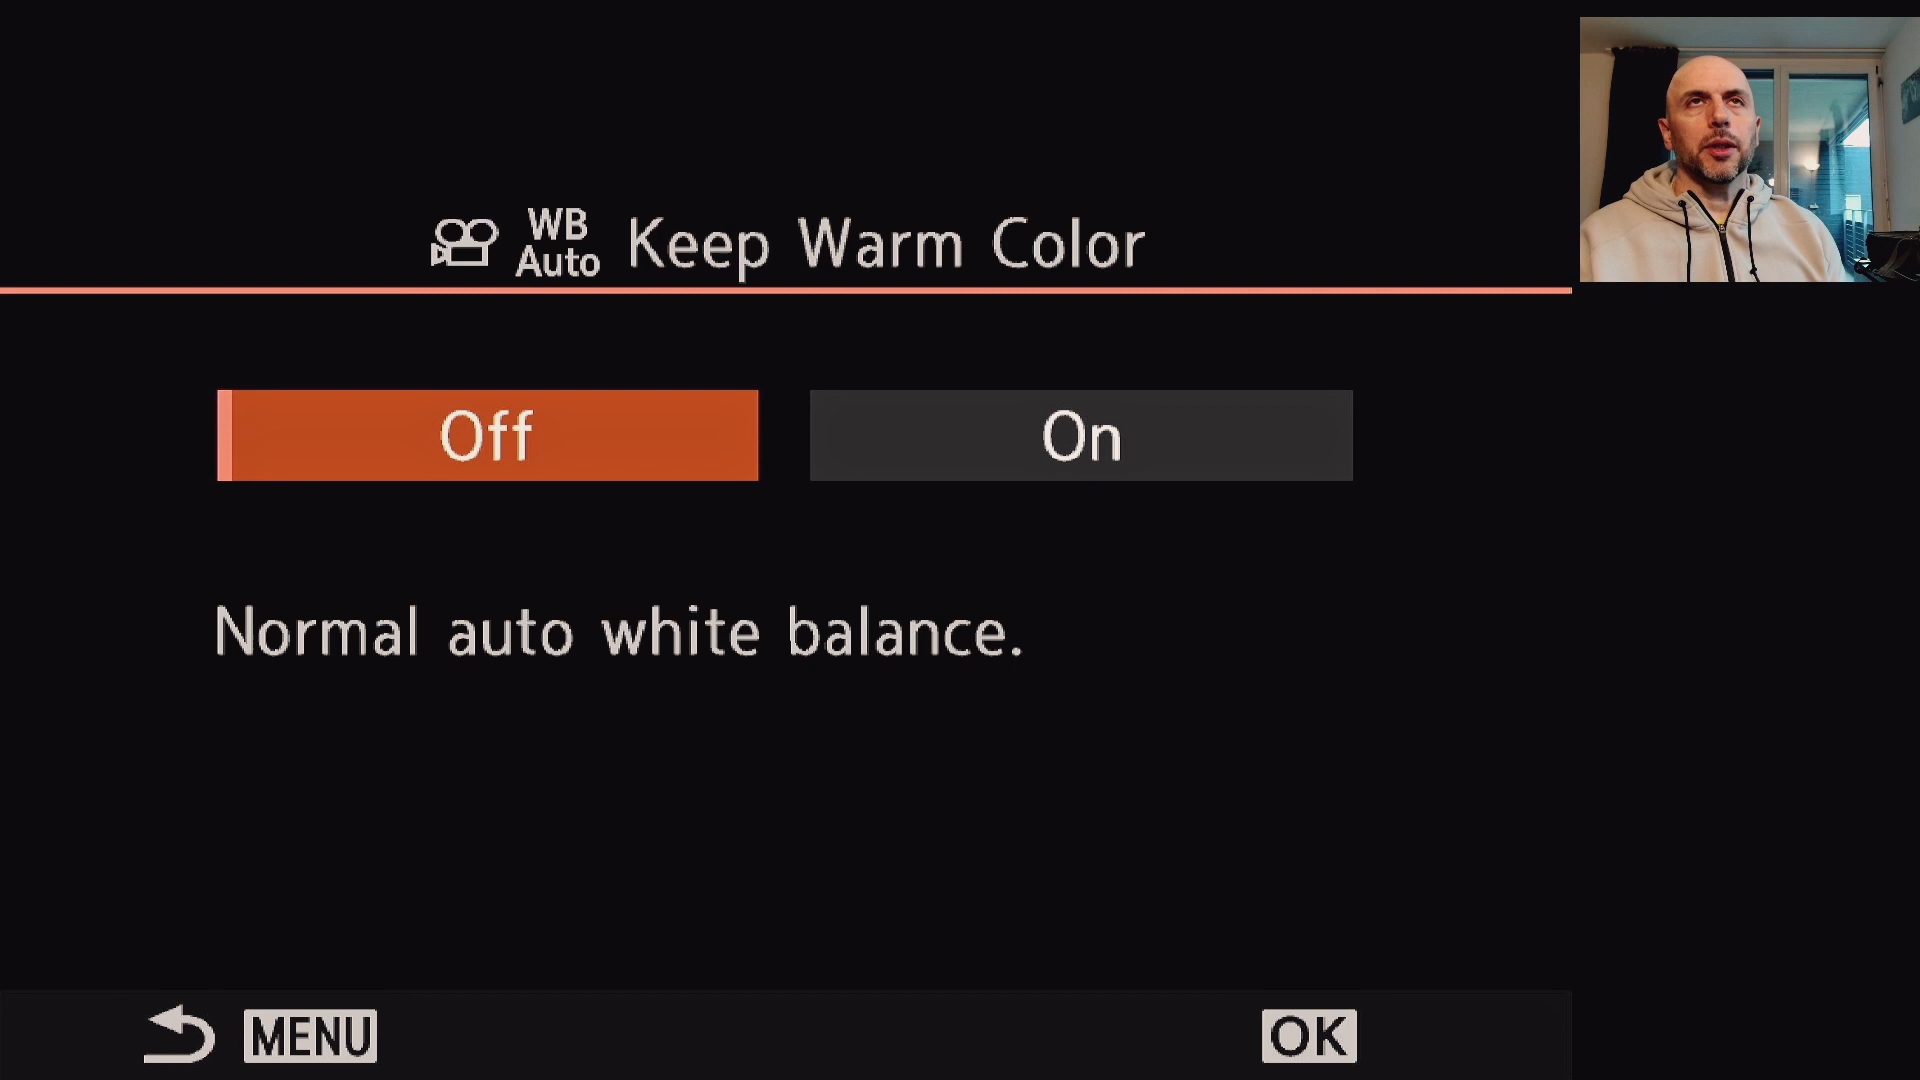 WB
Auto
Keep Warm Color
Off
On
Normal auto white balance.
MENU
OK